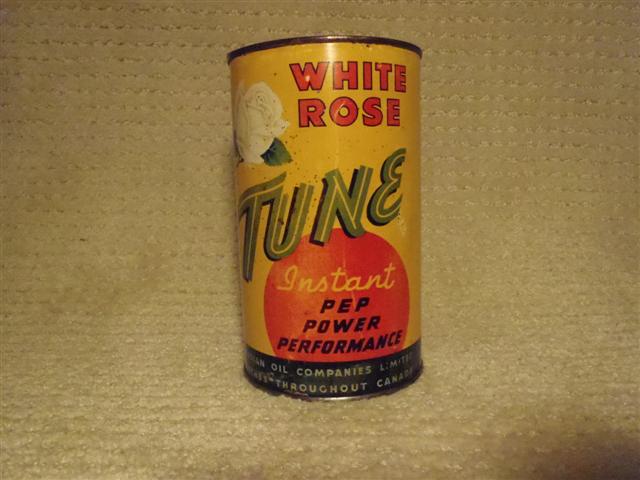 WHITE
ROSE
TUNE
Instant
PEP
POWER
PERFORMANCE
OIL COMPANIES LIMITED
THROUGHOUT CANADA